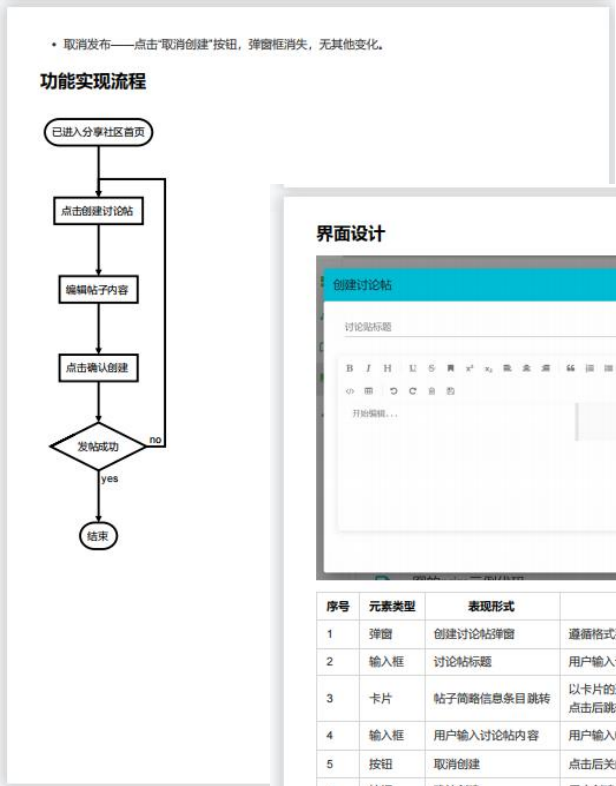 • 取消发布——点击“取消创建”按钮，弹窗框消失，无其他变化。
功能实现流程
已进入分享社区首页
点击创建讨论帖
编辑帖子内容
点击确认创建
发帖成功
no
yes
结束
界面设计
创建讨论帖
讨论贴标题
B I H U S x² x₂
开始编辑...
序号 元素类型 表现形式
1 弹窗 创建讨论帖弹窗 遵循格式
2 输入框 讨论帖标题 用户输入
3 卡片 帖子简略信息条目跳转 以卡片的
点击后跳
4 输入框 用户输入讨论帖内容 用户输入
5 按钮 取消创建 点击后关